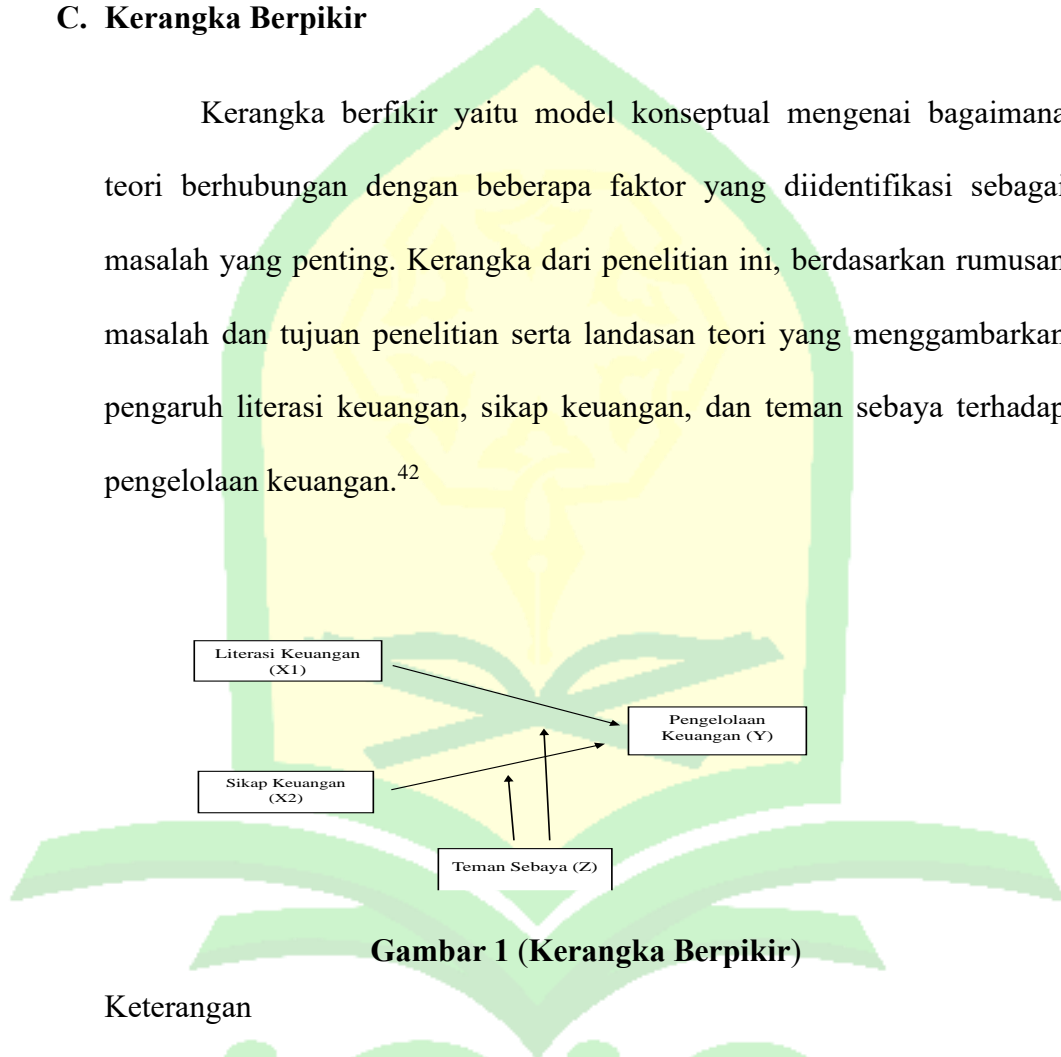 C. Kerangka Berpikir
Kerangka berfikir yaitu model konseptual mengenai bagaimana
teori berhubungan dengan beberapa faktor yang diidentifikasi sebagai
masalah yang penting. Kerangka dari penelitian ini, berdasarkan rumusan
masalah dan tujuan penelitian serta landasan teori yang menggambarkan
pengaruh literasi keuangan, sikap keuangan, dan teman sebaya terhadap
pengelolaan keuangan.42
Literasi Keuangan
(X1)
Pengelolaan
Keuangan (Y)
Sikap Keuangan
(X2)
Teman Sebaya (Z)
Gambar 1 (Kerangka Berpikir)
Keterangan